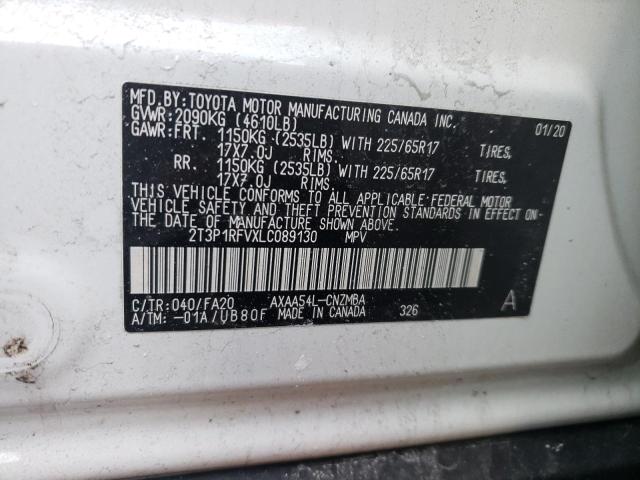 MFD.BY:TOYOTA MOTOR MANUFACTURING CANADA INC.
GVWR:2090KG (4610LB) 01/20
GAWR:FRT. 1150KG (2535LB) WITH 225/65R17 TIRES,
17X7.0J RIMS.
RR. 1150KG (2535LB) WITH 225/65R17 TIRES,
17X7.0J RIMS.
THIS VEHICLE CONFORMS TO ALL APPLICABLE FEDERAL MOTOR
VEHICLE SAFETY AND THEFT PREVENTION STANDARDS IN EFFECT ON
THE DATE OF MANUFACTURE SHOWN ABOVE.
2T3P1RFVXLC089130 MPV
C/TR:040/FA20 AXAA54L-CNZMBA A
A/TM:-01A/UB80F MADE IN CANADA 326